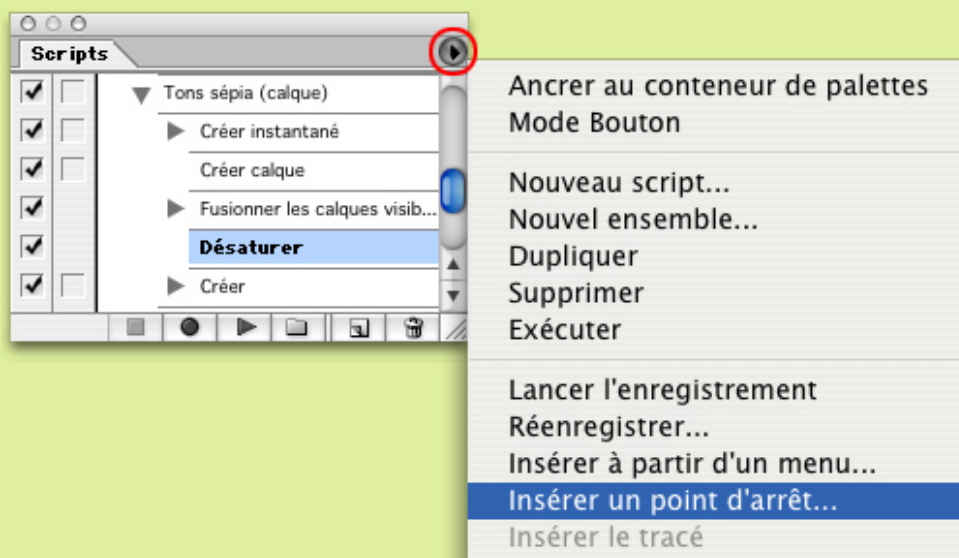 Scripts
Tons sépia (calque)
Créer instantané
Créer calque
Fusionner les calques visib...
Désaturer
Créer
Ancrer au conteneur de palettes
Mode Bouton
Nouveau script...
Nouvel ensemble...
Dupliquer
Supprimer
Exécuter
Lancer l'enregistrement
Réenregistrer...
Insérer à partir d'un menu...
Insérer un point d'arrêt...
Insérer le tracé